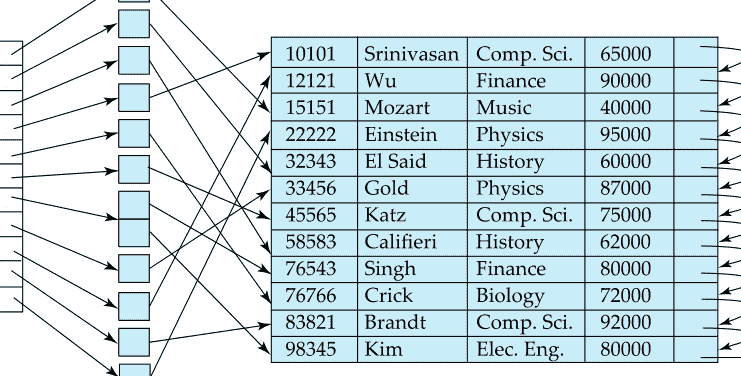 10101 Srinivasan Comp. Sci. 65000
12121 Wu Finance 90000
15151 Mozart Music 40000
22222 Einstein Physics 95000
32343 El Said History 60000
33456 Gold Physics 87000
45565 Katz Comp. Sci. 75000
58583 Califieri History 62000
76543 Singh Finance 80000
76766 Crick Biology 72000
83821 Brandt Comp. Sci. 92000
98345 Kim Elec. Eng. 80000